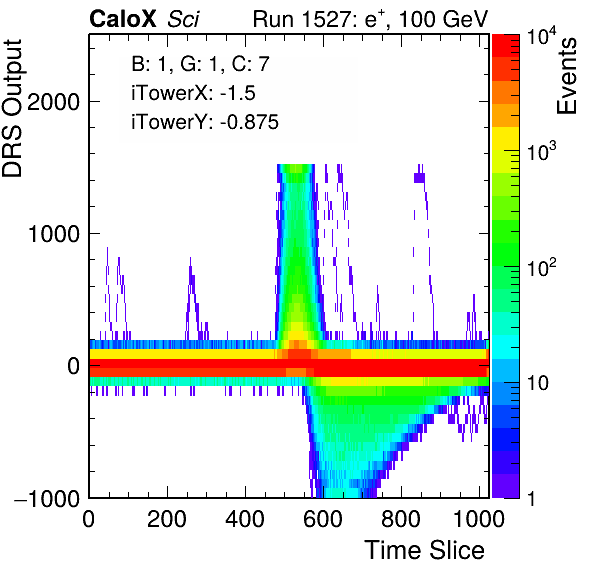 CaloX Sci Run 1527: e⁺, 100 GeV
B: 1, G: 1, C: 7
iTowerX: -1.5
iTowerY: -0.875
DRS Output
2000
1000
0
−1000
0 200 400 600 800 1000
Time Slice
Events
10⁴
10³
10²
10
1